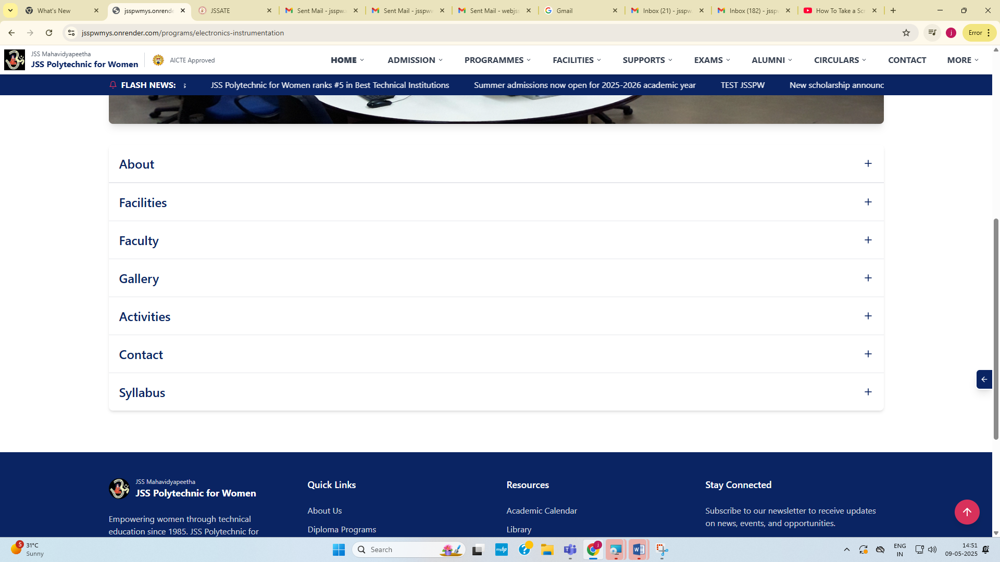 What's New
jsspwmys.onrende
JSSATE
Sent Mail - jsspw
Sent Mail - jsspw
Sent Mail - webjss
Gmail
Inbox (21) - jsspw
Inbox (182) - jssp
How To Take a Sc
jsspwmys.onrender.com/programs/electronics-instrumentation
j
Error
JSS Mahavidyapeetha
JSS Polytechnic for Women
AICTE Approved
HOME
ADMISSION
PROGRAMMES
FACILITIES
SUPPORTS
EXAMS
ALUMNI
CIRCULARS
CONTACT
MORE
FLASH NEWS:
s
JSS Polytechnic for Women ranks #5 in Best Technical Institutions
Summer admissions now open for 2025-2026 academic year
TEST JSSPW
New scholarship announc
About
Facilities
Faculty
Gallery
Activities
Contact
Syllabus
JSS Mahavidyapeetha
JSS Polytechnic for Women
Empowering women through technical
education since 1985. JSS Polytechnic for
Quick Links
About Us
Diploma Programs
Resources
Academic Calendar
Library
Stay Connected
Subscribe to our newsletter to receive updates
on news, events, and opportunities.
5
31°C
Sunny
Search
myhp
j
ENG
IN
14:51
09-05-2025